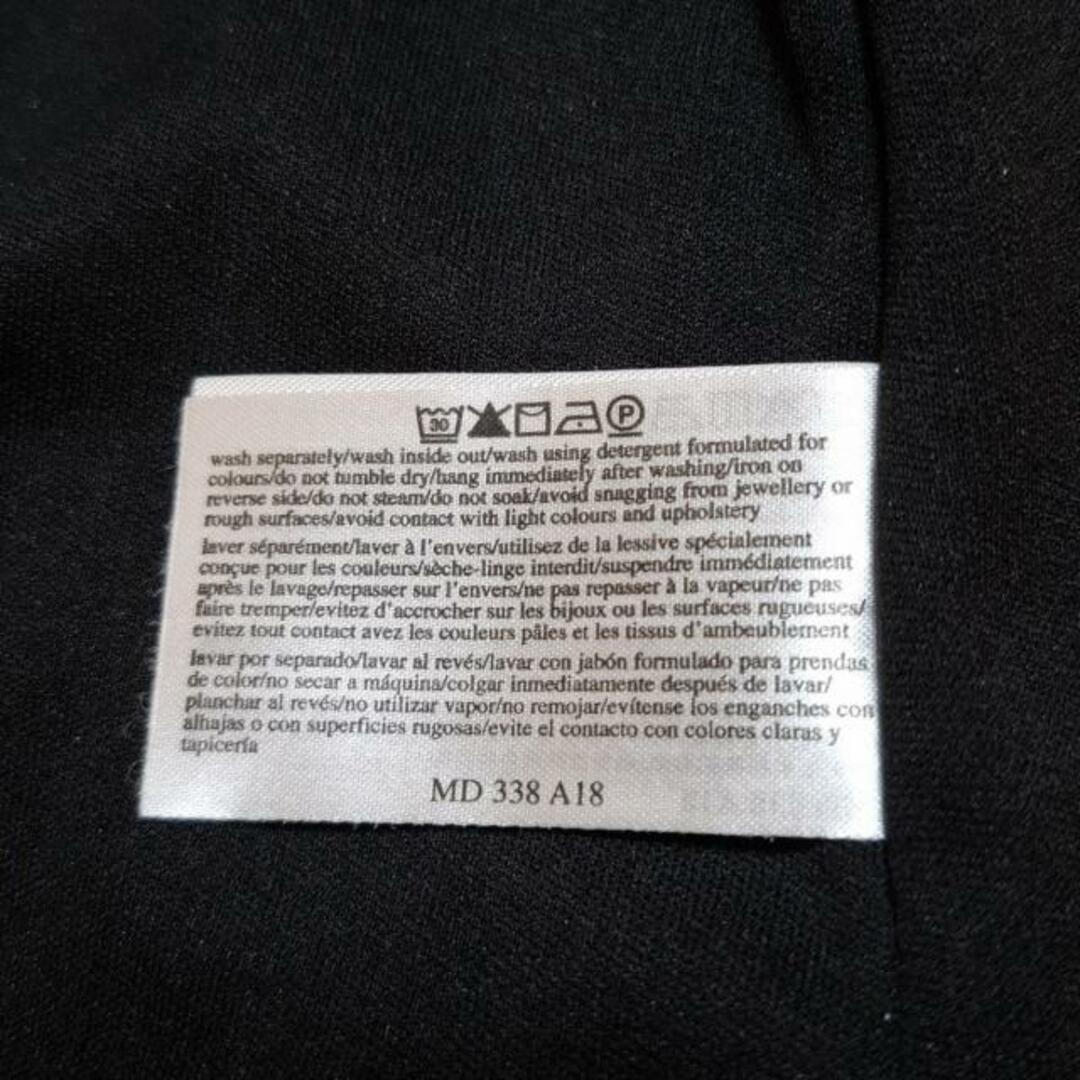 30 P
wash separately/wash inside out/wash using detergent formulated for
colours/do not tumble dry/hang immediately after washing/iron on
reverse side/do not steam/do not soak/avoid snagging from jewellery or
rough surfaces/avoid contact with light colours and upholstery
laver séparément/laver à l'envers/utilisez de la lessive spécialement
conçue pour les couleurs/sèche-linge interdit/suspendre immédiatement
après le lavage/repasser sur l'envers/ne pas repasser à la vapeur/ne pas
faire tremper/evitez d'accrocher sur les bijoux ou les surfaces rugueuses/
evitez tout contact avez les couleurs pâles et les tissus d'ambeublement
lavar por separado/lavar al revés/lavar con jabón formulado para prendas
de color/no secar a máquina/colgar inmediatamente después de lavar/
planchar al revés/no utilizar vapor/no remojar/evítense los enganches con
alhajas o con superficies rugosas/evite el contacto con colores claras y
tapicería
MD 338 A18